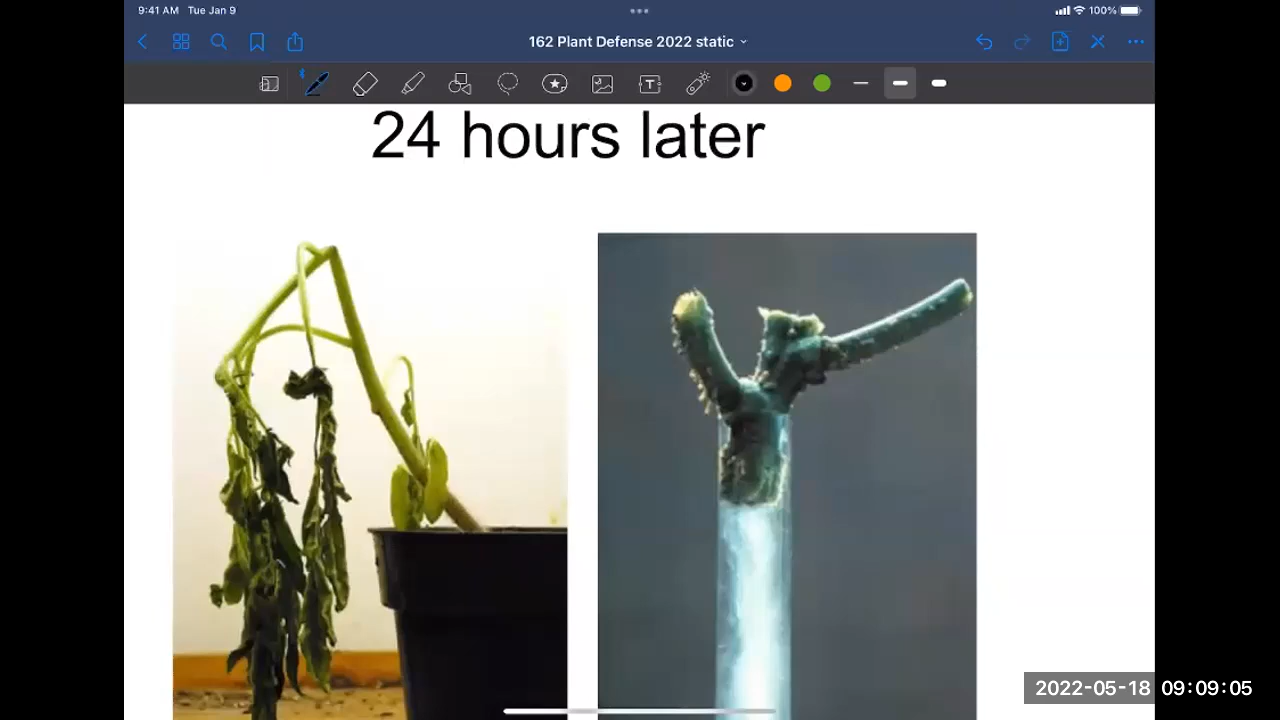 9:41 AM Tue Jan 9
100%
162 Plant Defense 2022 static
T
24 hours later
2022-05-18 09:09:05